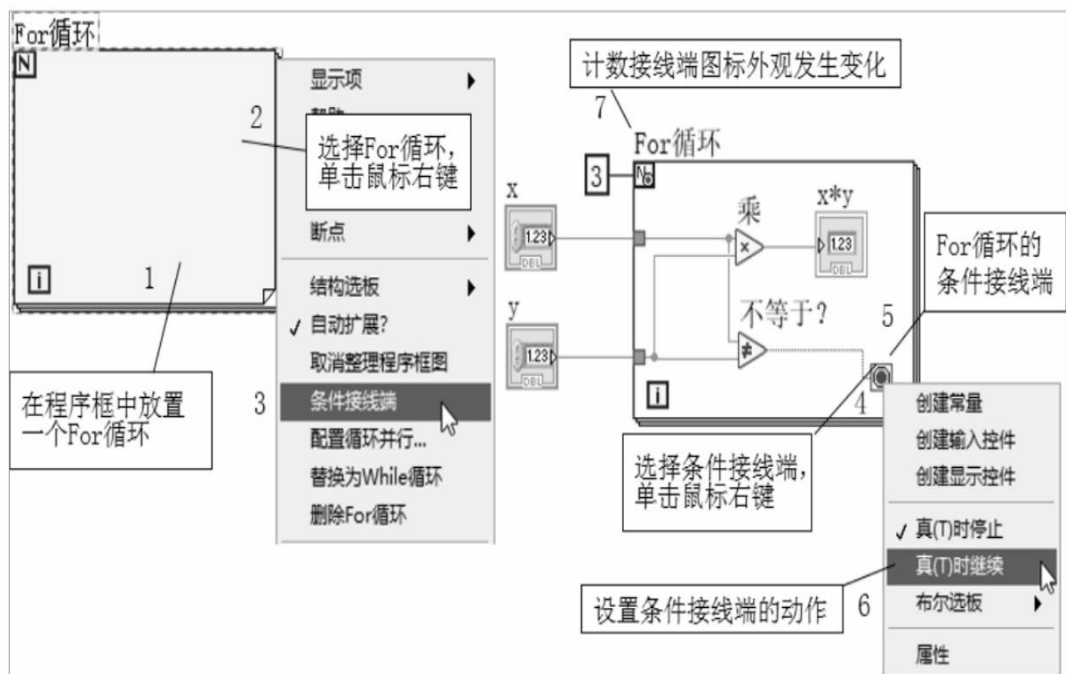 For循环
N
i
1
2
显示项
选择For循环，
单击鼠标右键
断点
结构选板
✓ 自动扩展?
取消整理程序框图
3
条件接线端
配置循环并行...
替换为While循环
删除For循环
在程序框中放置
一个For循环
计数接线端图标外观发生变化
7
For循环
3
N
x
1.23
DBL
y
1.23
DBL
乘
×
x*y
1.23
DBL
不等于？
≠
i
5
For循环的
条件接线端
4
选择条件接线端，
单击鼠标右键
创建常量
创建输入控件
创建显示控件
✓ 真(T)时停止
真(T)时继续
布尔选板
属性
设置条件接线端的动作
6